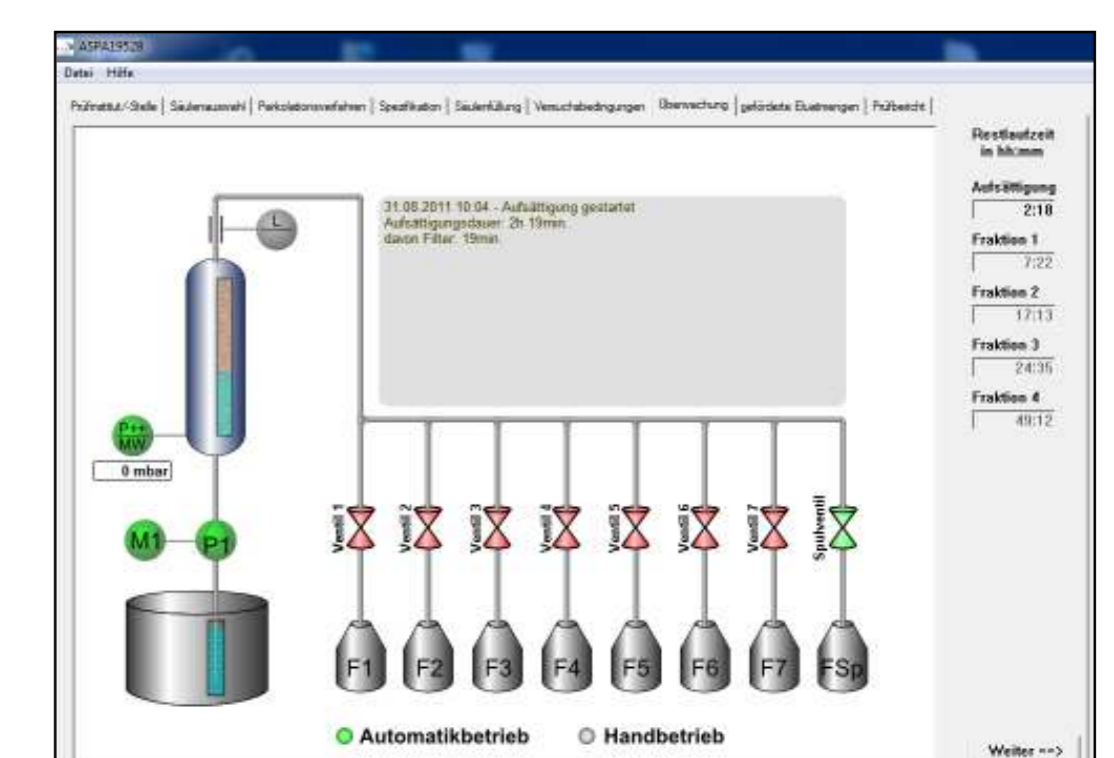 ASPA19528
Datei Hilfe
Prüfinstitut/-Stelle | Säulenauswahl | Perkolationsverfahren | Spezifikation | Säulenfüllung | Versuchsbedingungen | Überwachung | geförderte Eluatmengen | Prüfbericht
Restlaufzeit
in hh:mm
Aufsättigung
2:18
Fraktion 1
7:22
Fraktion 2
17:13
Fraktion 3
24:35
Fraktion 4
49:12
31.08.2011 10:04 - Aufsättigung gestartet
Aufsättigungsdauer: 2h 19min
davon Filter: 19min
L
P++
MW
0 mbar
M1
P1
Ventil 1
Ventil 2
Ventil 3
Ventil 4
Ventil 5
Ventil 6
Ventil 7
Spülventil
F1
F2
F3
F4
F5
F6
F7
FSp
Automatikbetrieb
Handbetrieb
Weiter ==>